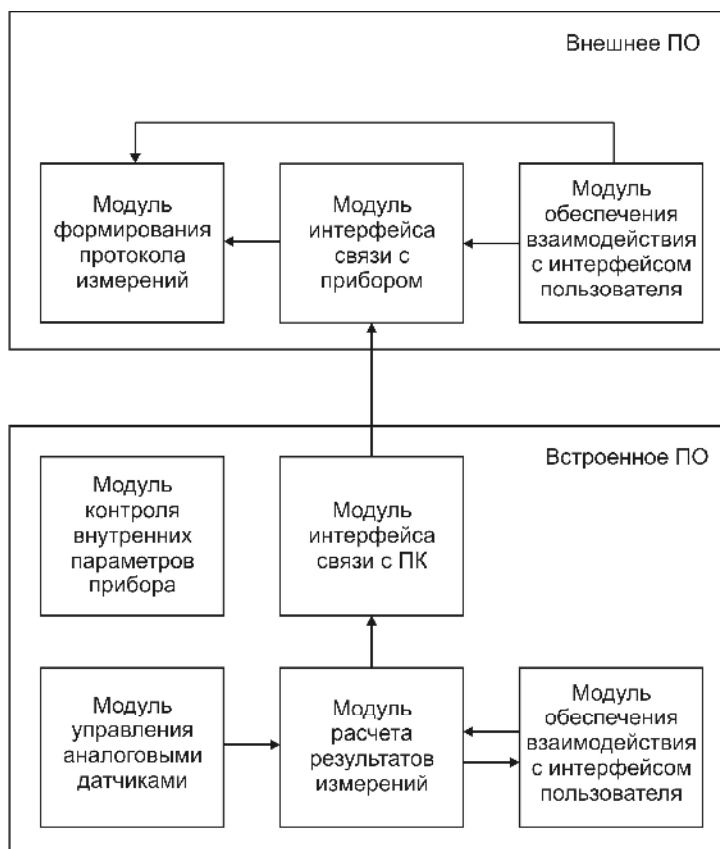 Внешнее ПО
Модуль
формирования
протокола
измерений
Модуль
интерфейса
связи с
прибором
Модуль
обеспечения
взаимодействия
с интерфейсом
пользователя
Встроенное ПО
Модуль
контроля
внутренних
параметров
прибора
Модуль
интерфейса
связи с ПК
Модуль
управления
аналоговыми
датчиками
Модуль
расчета
результатов
измерений
Модуль
обеспечения
взаимодействия
с интерфейсом
пользователя